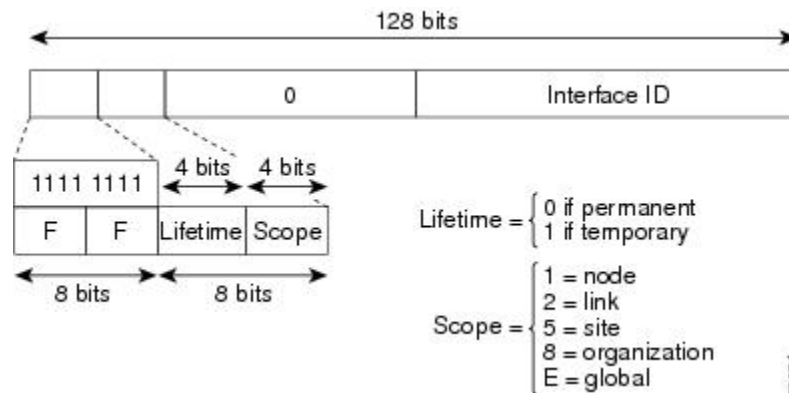 128 bits
0 Interface ID
4 bits 4 bits
1111 1111
F F Lifetime Scope
8 bits 8 bits
Lifetime = 0 if permanent
1 if temporary
Scope = 1 = node
2 = link
5 = site
8 = organization
E = global